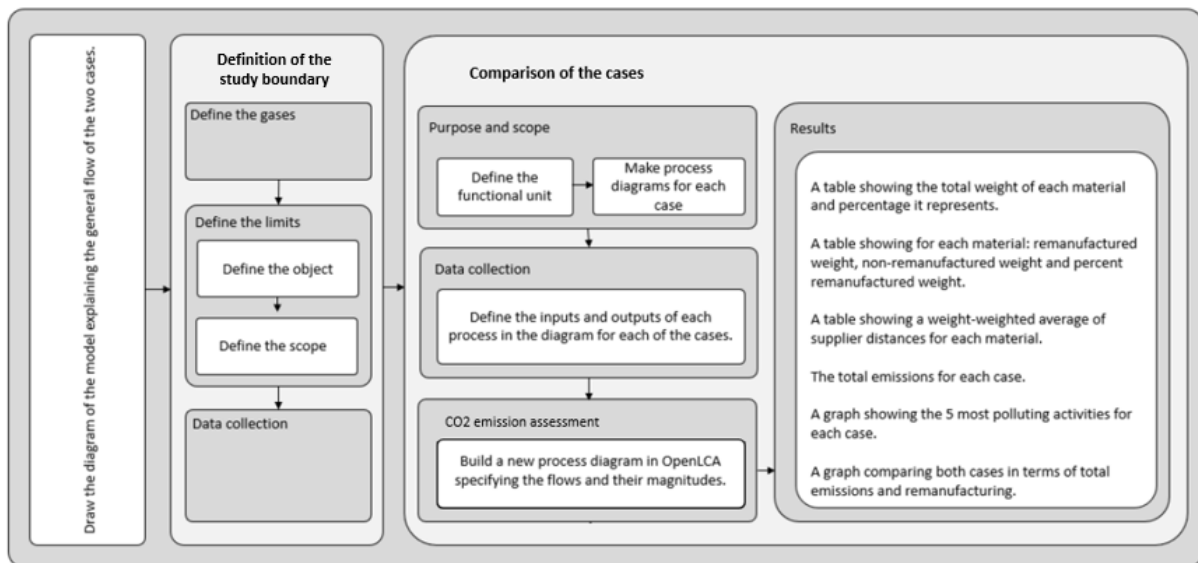 Draw the diagram of the model explaining the general flow of the two cases.
Definition of the
study boundary
Define the gases
Define the limits
Define the object
Define the scope
Data collection
Comparison of the cases
Purpose and scope
Define the
functional unit
Make process
diagrams for each
case
Data collection
Define the inputs and outputs of each
process in the diagram for each of the cases.
CO2 emission assessment
Build a new process diagram in OpenLCA
specifying the flows and their magnitudes.
Results
A table showing the total weight of each material
and percentage it represents.
A table showing for each material: remanufactured
weight, non-remanufactured weight and percent
remanufactured weight.
A table showing a weight-weighted average of
supplier distances for each material.
The total emissions for each case.
A graph showing the 5 most polluting activities for
each case.
A graph comparing both cases in terms of total
emissions and remanufacturing.